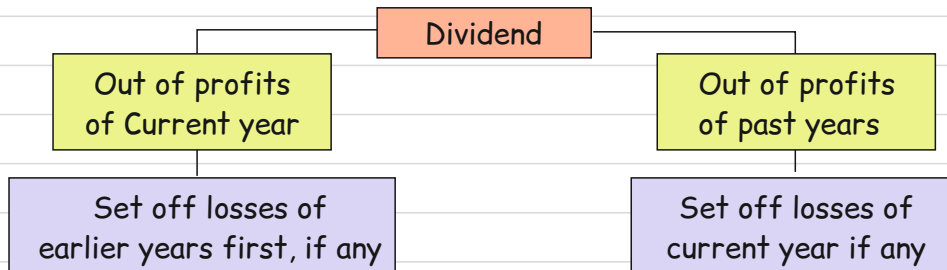 Dividend
Out of profits
of Current year
Out of profits
of past years
Set off losses of
earlier years first, if any
Set off losses of
current year if any